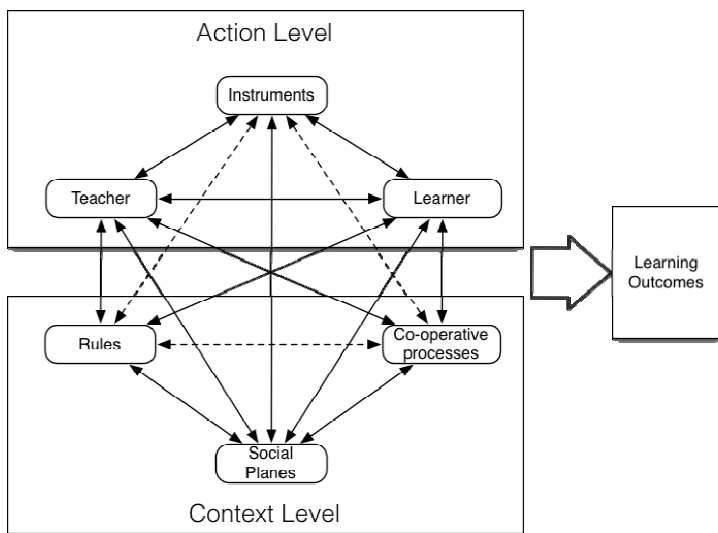 Action Level
Instruments
Teacher
Learner
Learning
Outcomes
Rules
Co-operative
processes
Social
Planes
Context Level